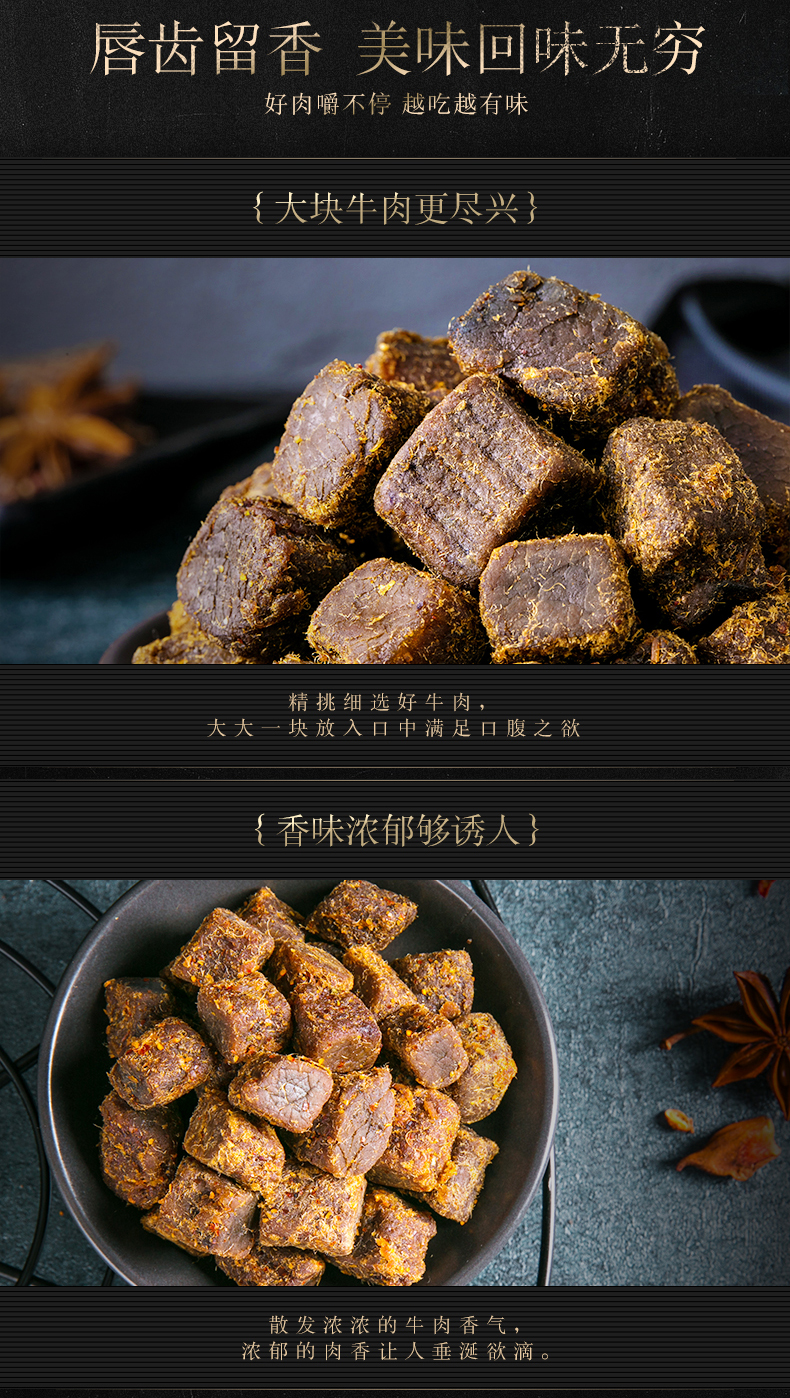 唇齿留香 美味回味无穷
好肉嚼不停 越吃越有味
{大块牛肉更尽兴}
精挑细选好牛肉，
大大一块放入口中满足口腹之欲
{香味浓郁够诱人}
散发浓浓的牛肉香气，
浓郁的肉香让人垂涎欲滴。